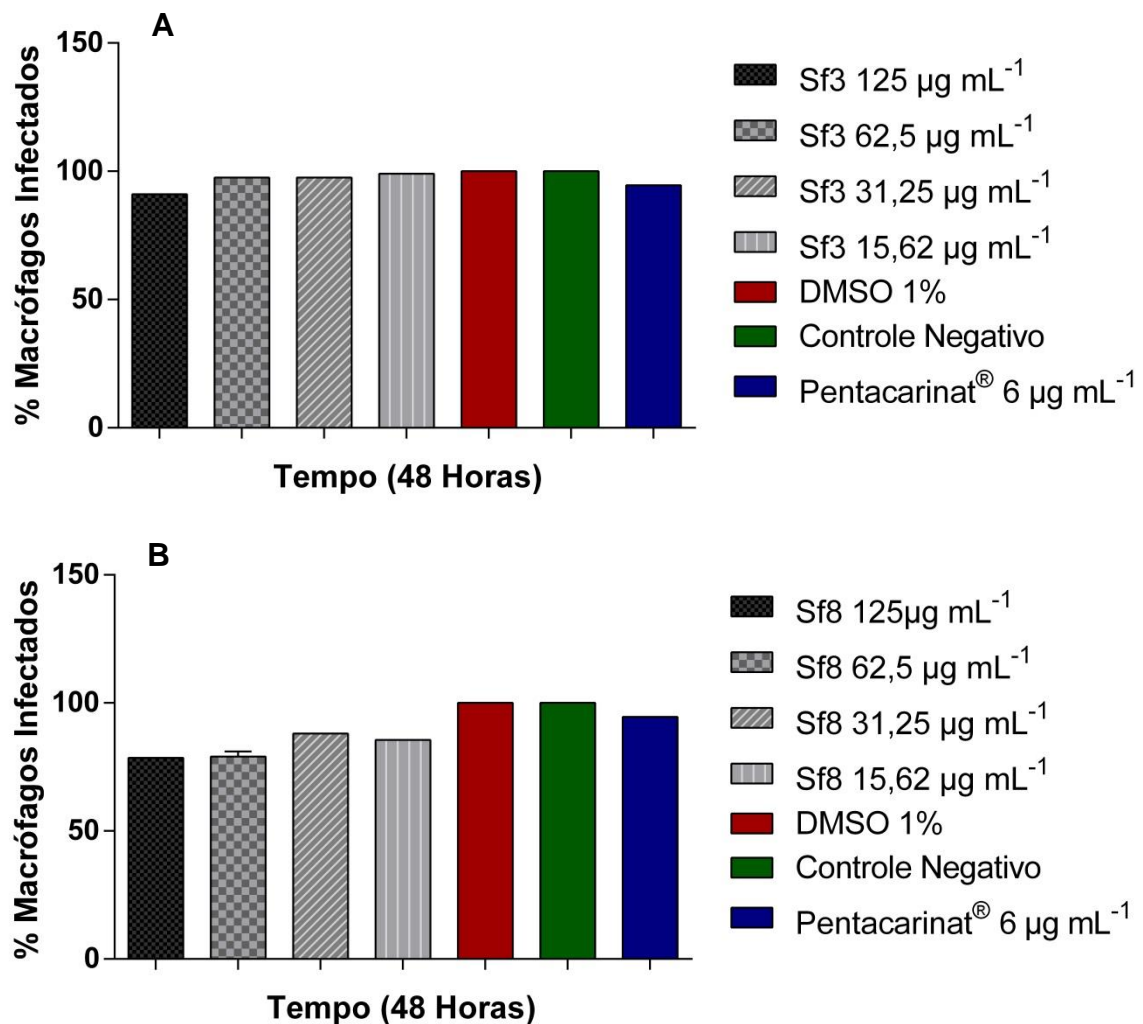 A
150
100
50
0
% Macrófagos Infectados
Tempo (48 Horas)
Sf3 125 µg mL⁻¹
Sf3 62,5 µg mL⁻¹
Sf3 31,25 µg mL⁻¹
Sf3 15,62 µg mL⁻¹
DMSO 1%
Controle Negativo
Pentacarinat® 6 µg mL⁻¹
B
150
100
50
0
% Macrófagos Infectados
Tempo (48 Horas)
Sf8 125µg mL⁻¹
Sf8 62,5 µg mL⁻¹
Sf8 31,25 µg mL⁻¹
Sf8 15,62 µg mL⁻¹
DMSO 1%
Controle Negativo
Pentacarinat® 6 µg mL⁻¹